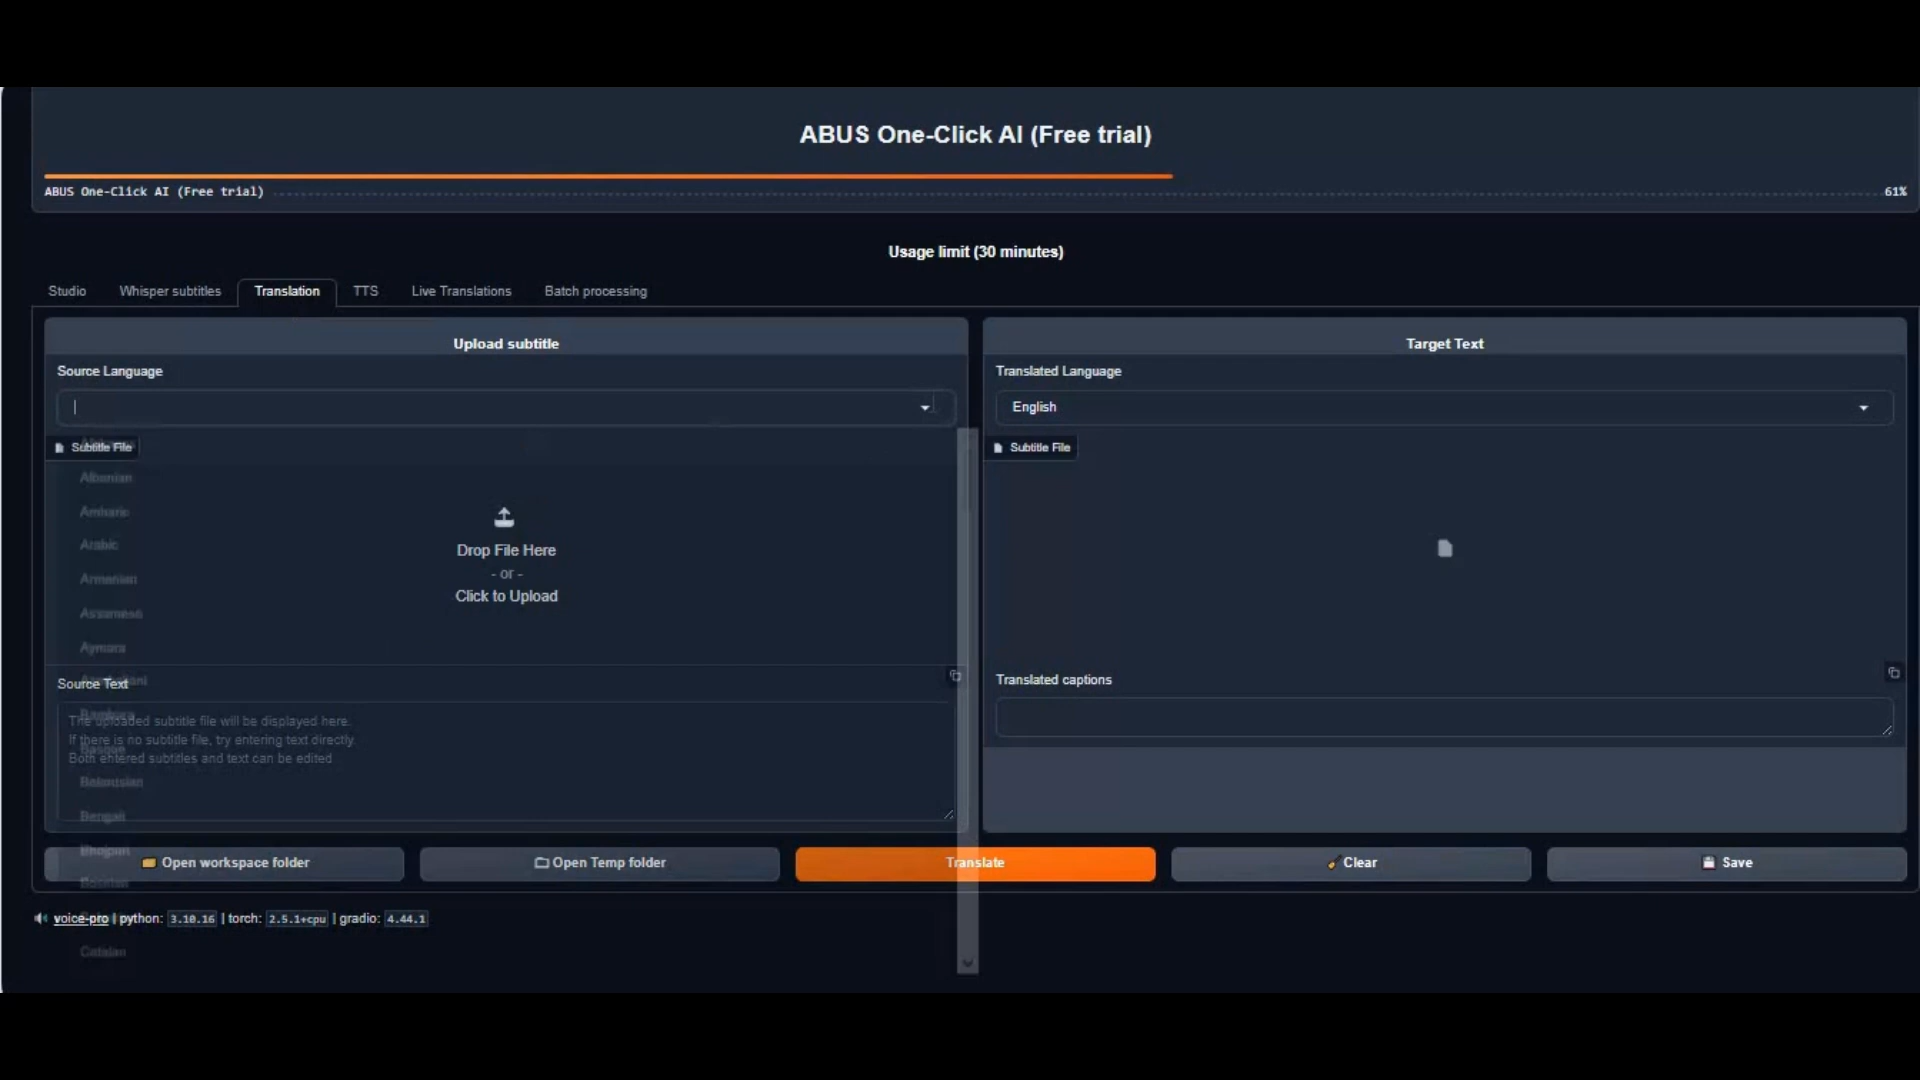 ABUS One-Click AI (Free trial)
ABUS One-Click AI (Free trial) 61%
Usage limit (30 minutes)
Studio Whisper subtitles Translation TTS Live Translations Batch processing
Upload subtitle
Source Language
Subtitle File
Albanian
Amharic
Arabic
Armenian
Assamese
Aymara
Drop File Here
- or -
Click to Upload
Source Text
The uploaded subtitle file will be displayed here.
If there is no subtitle file, try entering text directly.
Both entered subtitles and text can be edited
Bambara
Basque
Belarusian
Bengali
Bhojpuri
Bosnian
Catalan
Target Text
Translated Language
English
Subtitle File
Translated captions
Open workspace folder Open Temp folder Translate Clear Save
voice-pro | python: 3.10.16 | torch: 2.5.1+cpu | gradio: 4.44.1